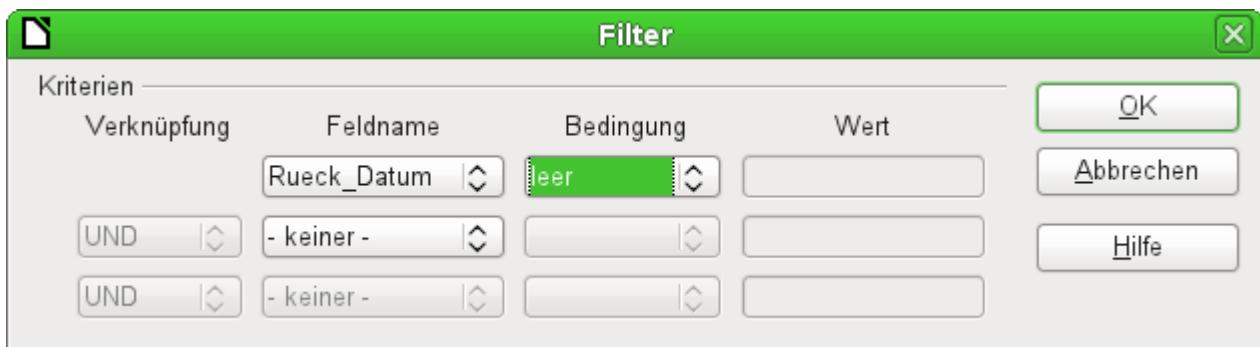 Filter
Kriterien
Verknüpfung Feldname Bedingung Wert
Rueck_Datum leer
UND - keiner -
UND - keiner -
OK
Abbrechen
Hilfe